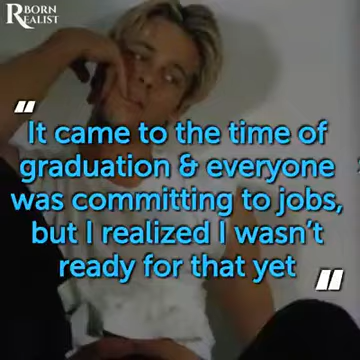 BORN
REALIST
"
It came to the time of
graduation & everyone
was committing to jobs,
but I realized I wasn't
ready for that yet "